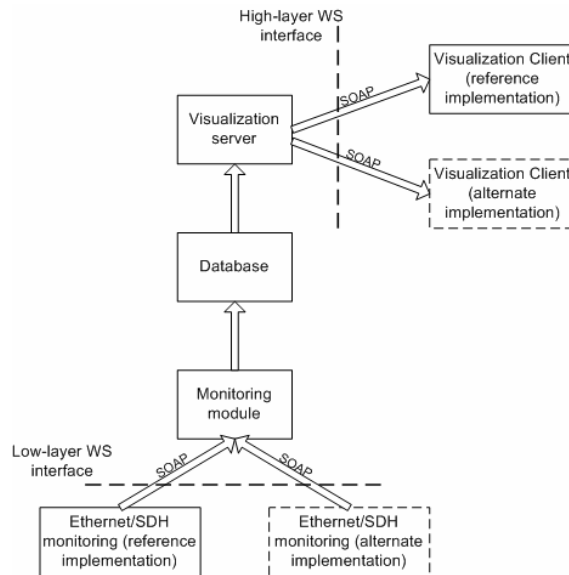 High-layer WS
interface
Visualization Client
(reference
implementation)
SOAP
Visualization
server
SOAP
Visualization Client
(alternate
implementation)
Database
Monitoring
module
Low-layer WS
interface
SOAP
SOAP
Ethernet/SDH
monitoring (reference
implementation)
Ethernet/SDH
monitoring (alternate
implementation)